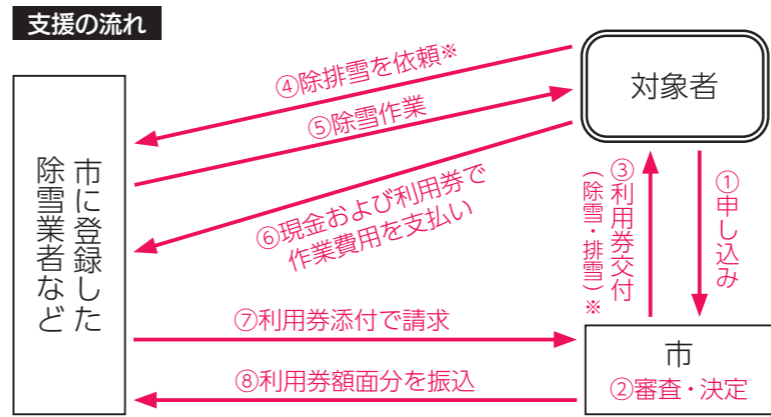 支援の流れ
対象者
④除排雪を依頼※
⑤除雪作業
⑥現金および利用券で
作業費用を支払い
市に登録した
除雪業者など
①申し込み
③利用券交付
（除雪・排雪）※
⑦利用券添付で請求
⑧利用券額面分を振込
市
②審査・決定